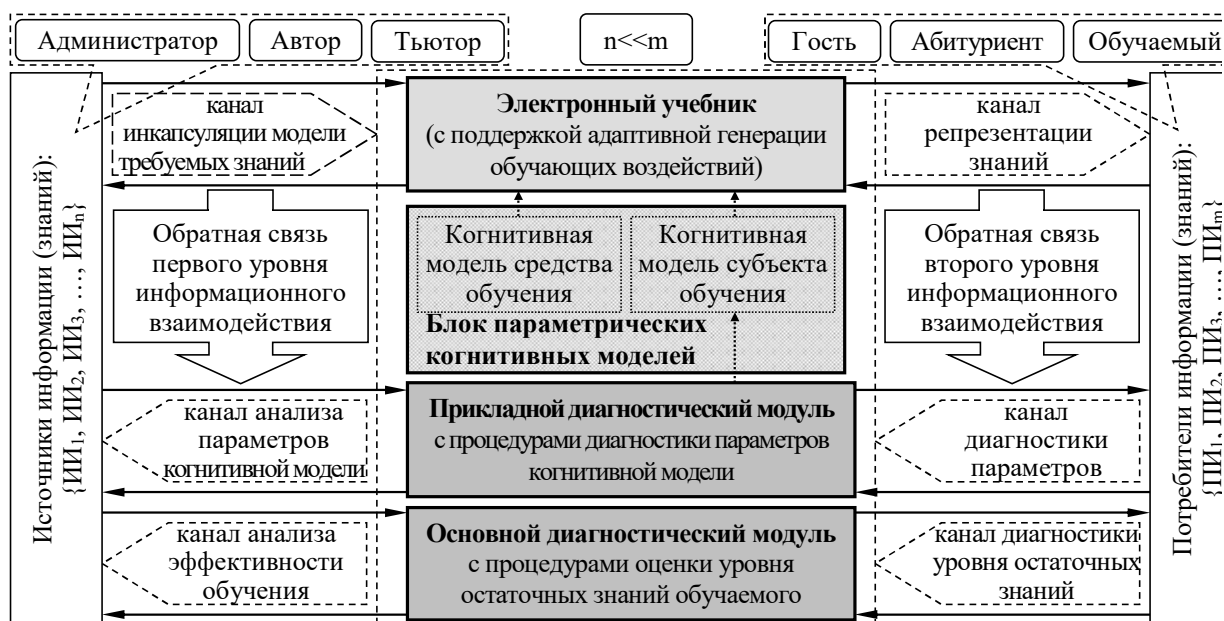 Администратор
Автор
Тьютор
n<<m
Гость
Абитуриент
Обучаемый
Источники информации (знаний):
{ИИ₁, ИИ₂, ИИ₃, …, ИИₙ}
канал
инкапсуляции модели
требуемых знаний
Электронный учебник
(с поддержкой адаптивной генерации
обучающих воздействий)
канал
репрезентации
знаний
Потребители информации (знаний):
{ПИ₁, ПИ₂, ПИ₃, …, ПИₘ}
Обратная связь
первого уровня
информационного
взаимодействия
Когнитивная
модель средства
обучения
Когнитивная
модель субъекта
обучения
Блок параметрических
когнитивных моделей
Обратная связь
второго уровня
информационного
взаимодействия
канал анализа
параметров
когнитивной модели
Прикладной диагностический модуль
с процедурами диагностики параметров
когнитивной модели
канал
диагностики
параметров
канал анализа
эффективности
обучения
Основной диагностический модуль
с процедурами оценки уровня
остаточных знаний обучаемого
канал диагностики
уровня остаточных
знаний